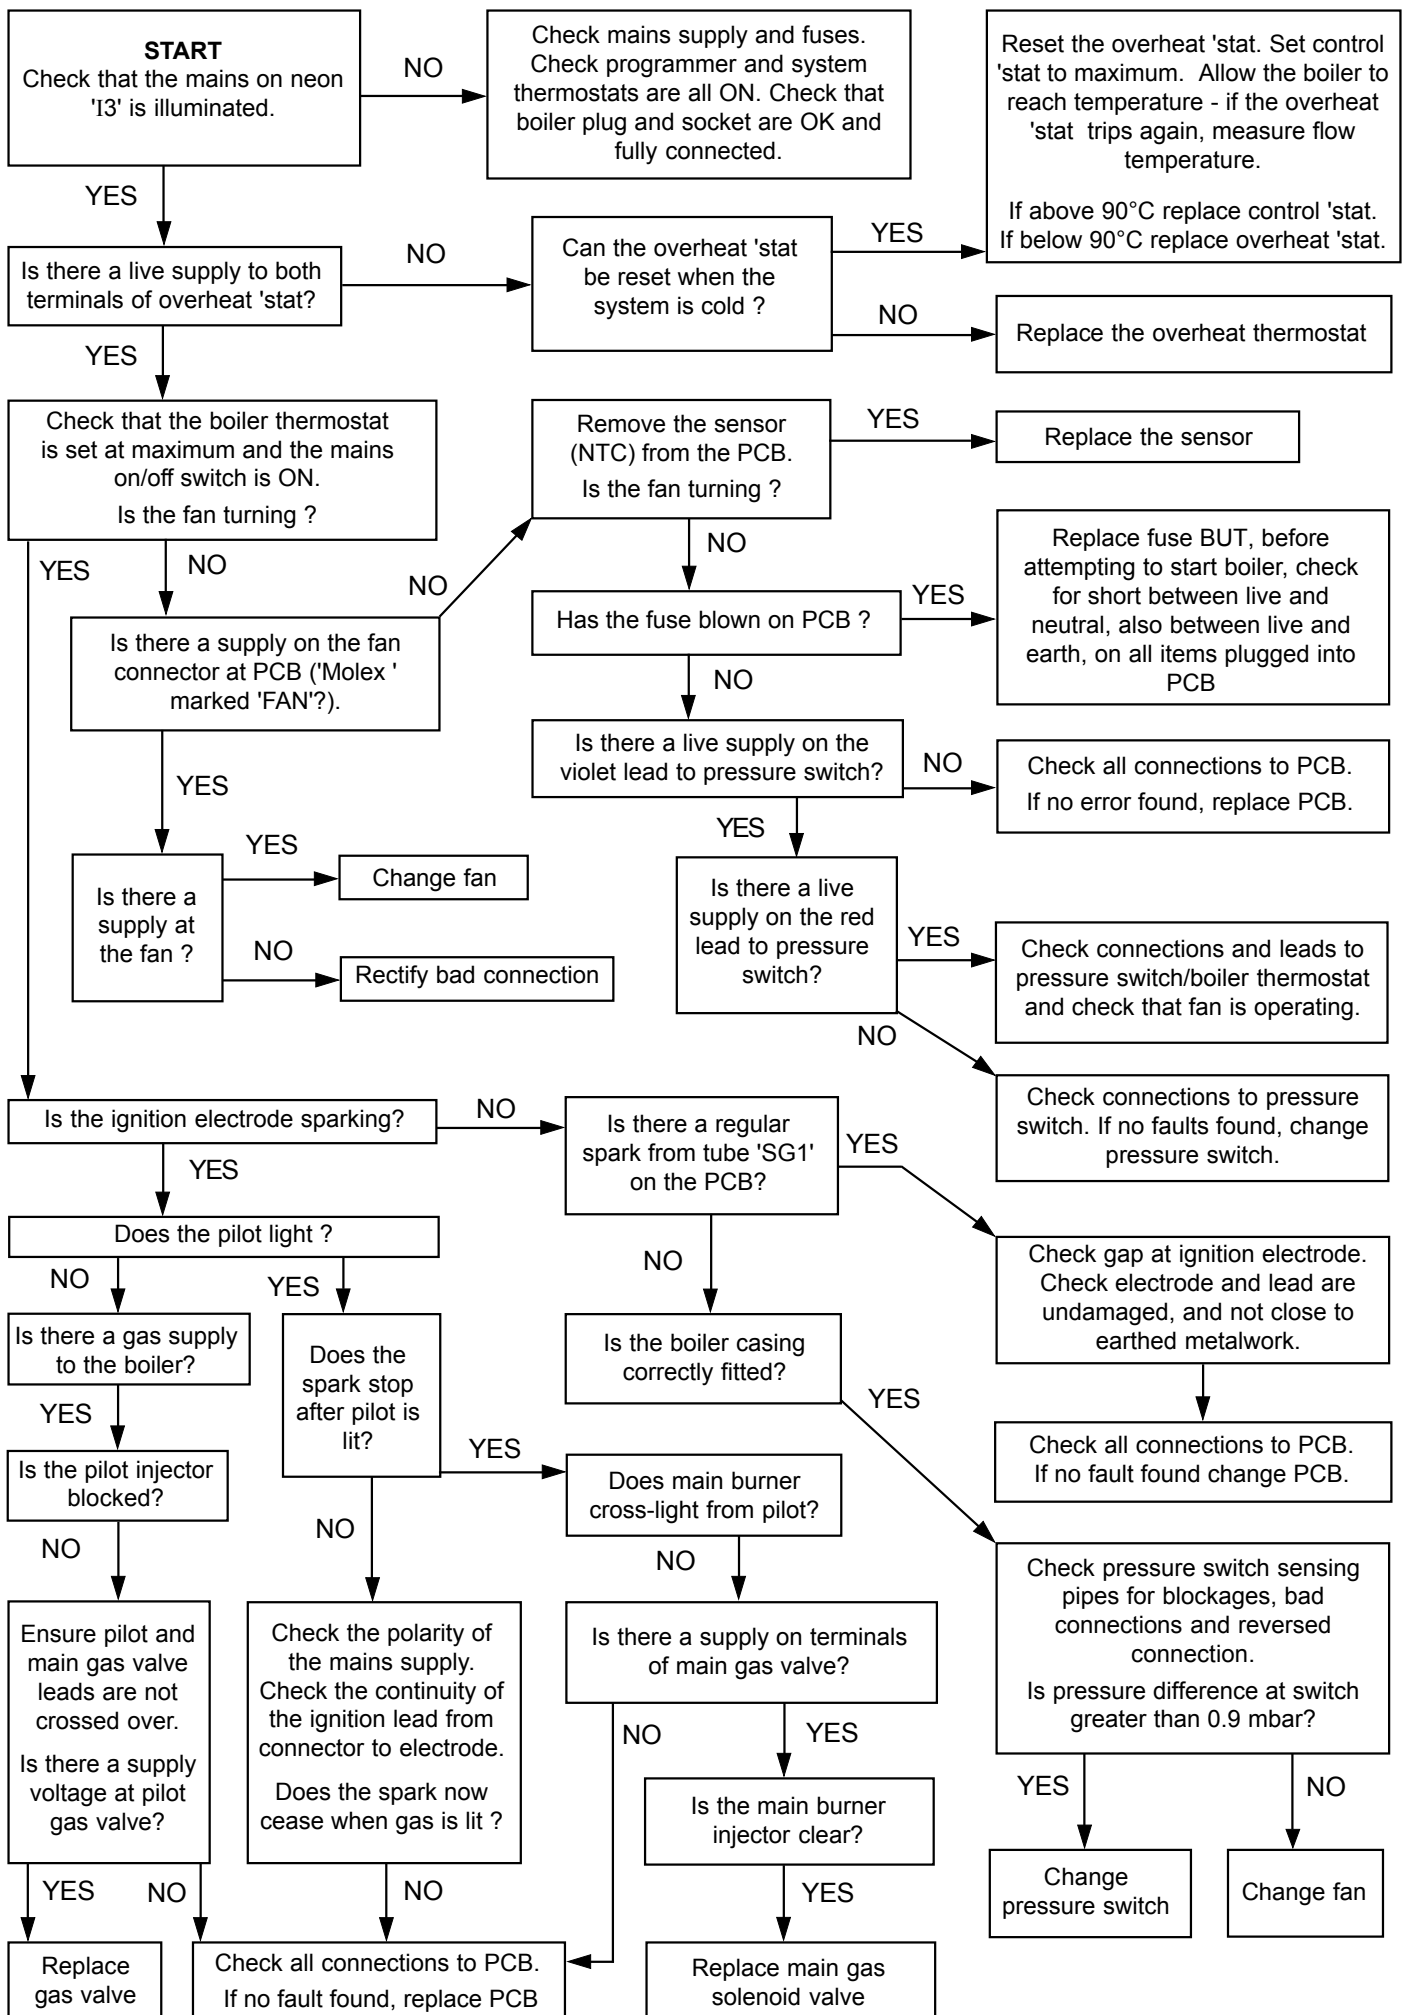 START
Check that the mains on neon
'I3' is illuminated.
NO
Check mains supply and fuses.
Check programmer and system
thermostats are all ON. Check that
boiler plug and socket are OK and
fully connected.
Reset the overheat 'stat. Set control
'stat to maximum. Allow the boiler to
reach temperature - if the overheat
'stat trips again, measure flow
temperature.
If above 90°C replace control 'stat.
If below 90°C replace overheat 'stat.
YES
Is there a live supply to both
terminals of overheat 'stat?
NO
Can the overheat 'stat
be reset when the
system is cold ?
YES
NO
Replace the overheat thermostat
YES
Check that the boiler thermostat
is set at maximum and the mains
on/off switch is ON.
Is the fan turning ?
Remove the sensor
(NTC) from the PCB.
Is the fan turning ?
YES
Replace the sensor
YES
NO
NO
NO
Is there a supply on the fan
connector at PCB ('Molex '
marked 'FAN'?).
Has the fuse blown on PCB ?
YES
Replace fuse BUT, before
attempting to start boiler, check
for short between live and
neutral, also between live and
earth, on all items plugged into
PCB
NO
Is there a live supply on the
violet lead to pressure switch?
NO
Check all connections to PCB.
If no error found, replace PCB.
YES
YES
Is there a
supply at
the fan ?
YES
Change fan
NO
Rectify bad connection
Is there a live
supply on the red
lead to pressure
switch?
YES
Check connections and leads to
pressure switch/boiler thermostat
and check that fan is operating.
NO
Check connections to pressure
switch. If no faults found, change
pressure switch.
Is the ignition electrode sparking?
NO
Is there a regular
spark from tube 'SG1'
on the PCB?
YES
YES
Does the pilot light ?
NO
Check gap at ignition electrode.
Check electrode and lead are
undamaged, and not close to
earthed metalwork.
NO
YES
Is there a gas supply
to the boiler?
Does the
spark stop
after pilot is
lit?
Is the boiler casing
correctly fitted?
YES
Check all connections to PCB.
If no fault found change PCB.
YES
Is the pilot injector
blocked?
YES
Does main burner
cross-light from pilot?
NO
NO
NO
Check pressure switch sensing
pipes for blockages, bad
connections and reversed
connection.
Is pressure difference at switch
greater than 0.9 mbar?
Ensure pilot and
main gas valve
leads are not
crossed over.
Is there a supply
voltage at pilot
gas valve?
Check the polarity of
the mains supply.
Check the continuity of
the ignition lead from
connector to electrode.
Does the spark now
cease when gas is lit ?
Is there a supply on terminals
of main gas valve?
NO
YES
YES
NO
Is the main burner
injector clear?
Change
pressure switch
Change fan
YES
NO
NO
YES
Replace
gas valve
Check all connections to PCB.
If no fault found, replace PCB
Replace main gas
solenoid valve